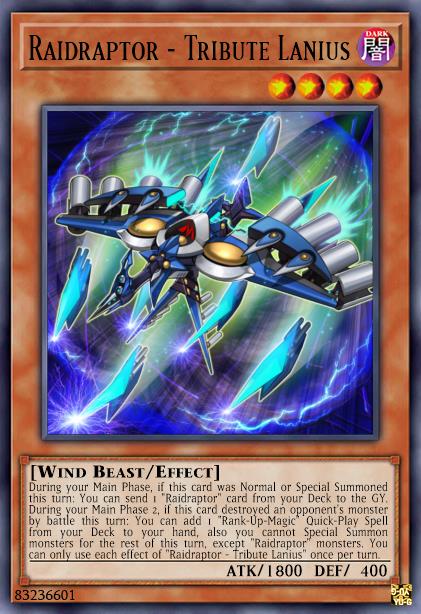 RAIDRAPTOR - TRIBUTE LANIUS
DARK
闇
[WIND BEAST/EFFECT]
During your Main Phase, if this card was Normal or Special Summoned
this turn: You can send 1 "Raidraptor" card from your Deck to the GY.
During your Main Phase 2, if this card destroyed an opponent's monster
by battle this turn: You can add 1 "Rank-Up-Magic" Quick-Play Spell
from your Deck to your hand, also you cannot Special Summon
monsters for the rest of this turn, except "Raidraptor" monsters. You
can only use each effect of "Raidraptor - Tribute Lanius" once per turn.
ATK/1800 DEF/ 400
83236601